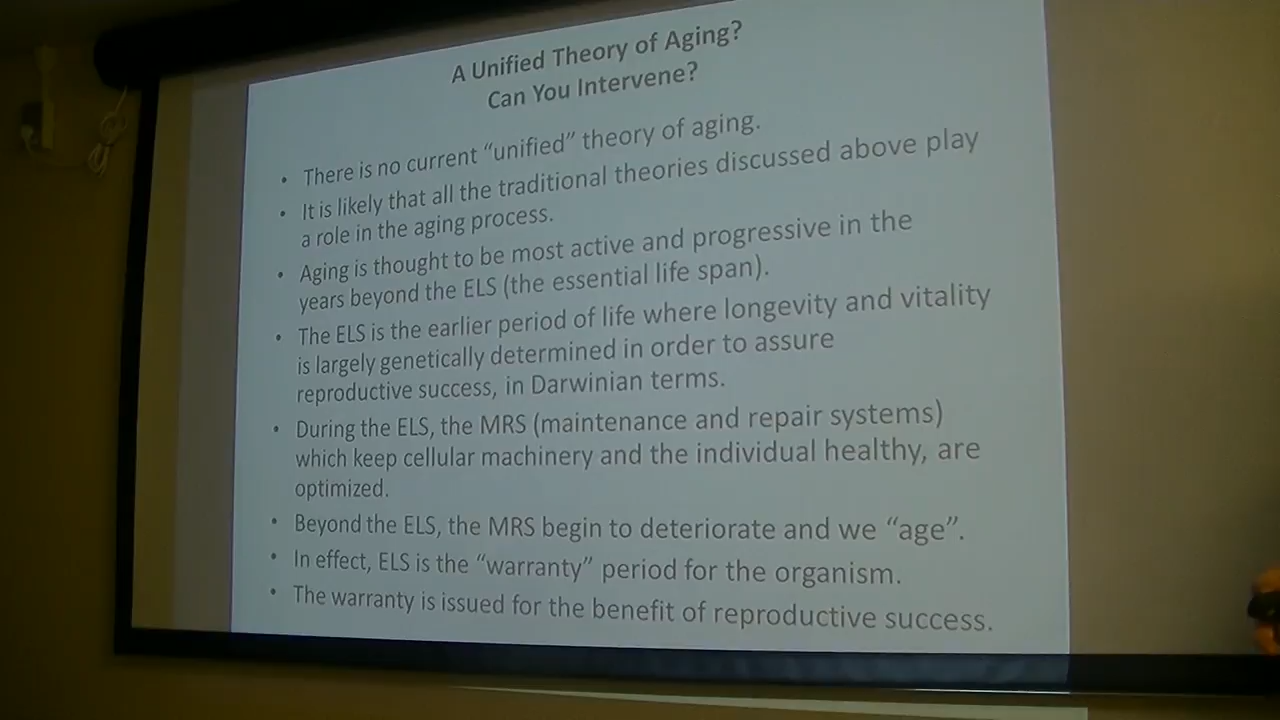 A Unified Theory of Aging?
Can You Intervene?
• There is no current “unified” theory of aging.
• It is likely that all the traditional theories discussed above play
a role in the aging process.
• Aging is thought to be most active and progressive in the
years beyond the ELS (the essential life span).
• The ELS is the earlier period of life where longevity and vitality
is largely genetically determined in order to assure
reproductive success, in Darwinian terms.
• During the ELS, the MRS (maintenance and repair systems)
which keep cellular machinery and the individual healthy, are
optimized.
• Beyond the ELS, the MRS begin to deteriorate and we “age”.
• In effect, ELS is the “warranty” period for the organism.
• The warranty is issued for the benefit of reproductive success.